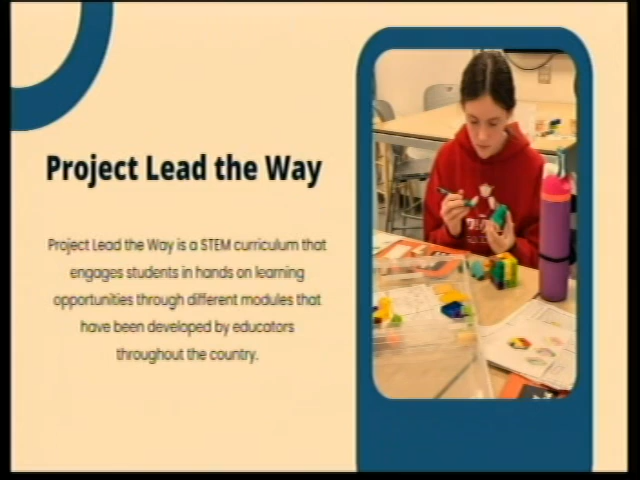 Project Lead the Way
Project Lead the Way is a STEM curriculum that
engages students in hands on learning
opportunities through different modules that
have been developed by educators
throughout the country.